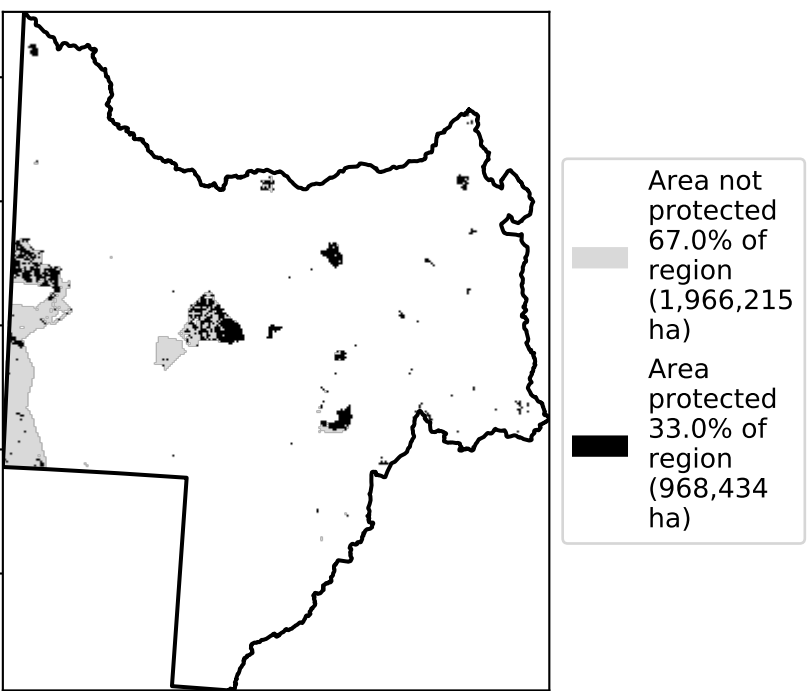 Area not
protected
67.0% of
region
(1,966,215
ha)
Area
protected
33.0% of
region
(968,434
ha)